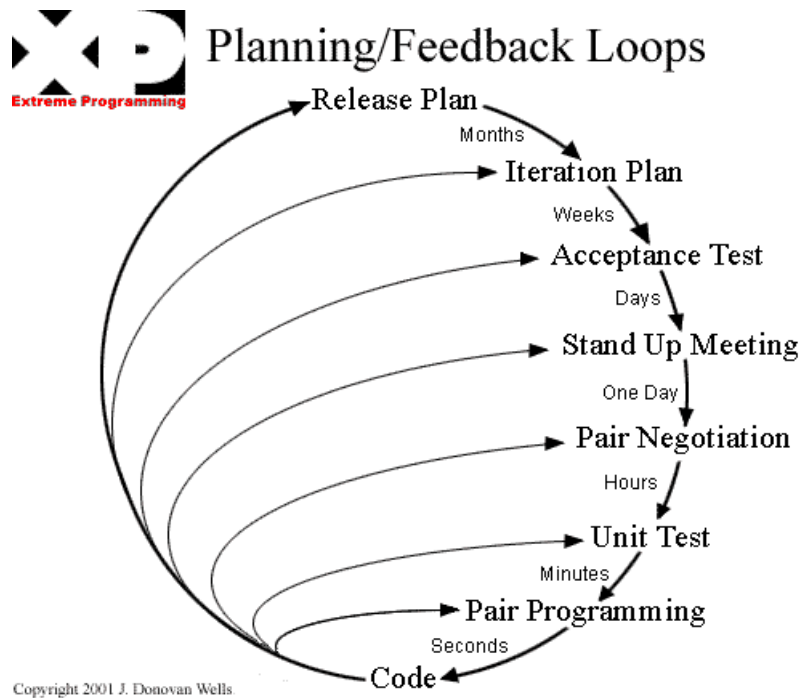 XP
Extreme Programming
Planning/Feedback Loops
Release Plan
Months
Iteration Plan
Weeks
Acceptance Test
Days
Stand Up Meeting
One Day
Pair Negotiation
Hours
Unit Test
Minutes
Pair Programming
Seconds
Code
Copyright 2001 J. Donovan Wells